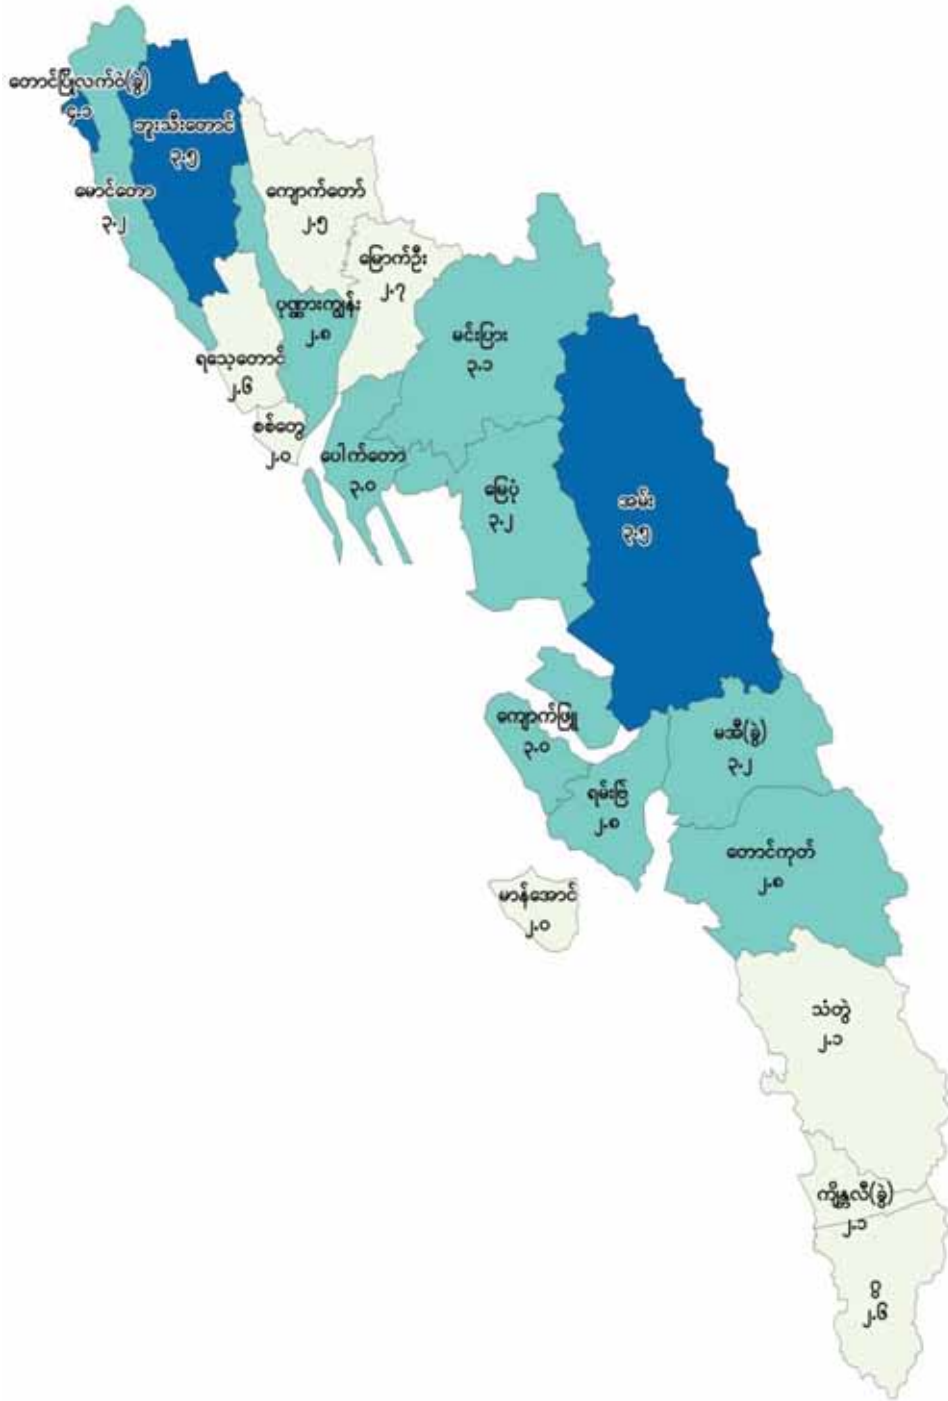 တောင်ပြိုလက်ဝဲ(ခွဲ)
၄.၁
ဘူးသီးတောင်
၃.၅
မောင်တော
၃.၂
ကျောက်တော်
၂.၅
မြောက်ဦး
၂.၇
ပုဏ္ဏားကျွန်း
၂.၈
မင်းပြား
၃.၁
ရသေ့တောင်
၂.၆
စစ်တွေ
၂.၀
ပေါက်တော
၃.၀
မြေပုံ
၃.၂
အမ်း
၃.၅
ကျောက်ဖြူ
၃.၀
မအီ(ခွဲ)
၃.၂
ရမ်းဗြဲ
၂.၈
တောင်ကုတ်
၂.၈
မာန်အောင်
၂.၀
သံတွဲ
၂.၁
ကျိန္တလီ(ခွဲ)
၂.၁
ဂွ
၂.၆